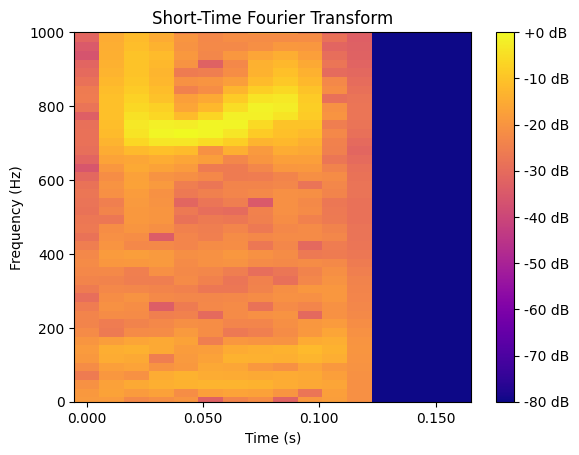 Short-Time Fourier Transform
1000
800
600
400
200
0
Frequency (Hz)
0.000
0.050
0.100
0.150
Time (s)
+0 dB
-10 dB
-20 dB
-30 dB
-40 dB
-50 dB
-60 dB
-70 dB
-80 dB